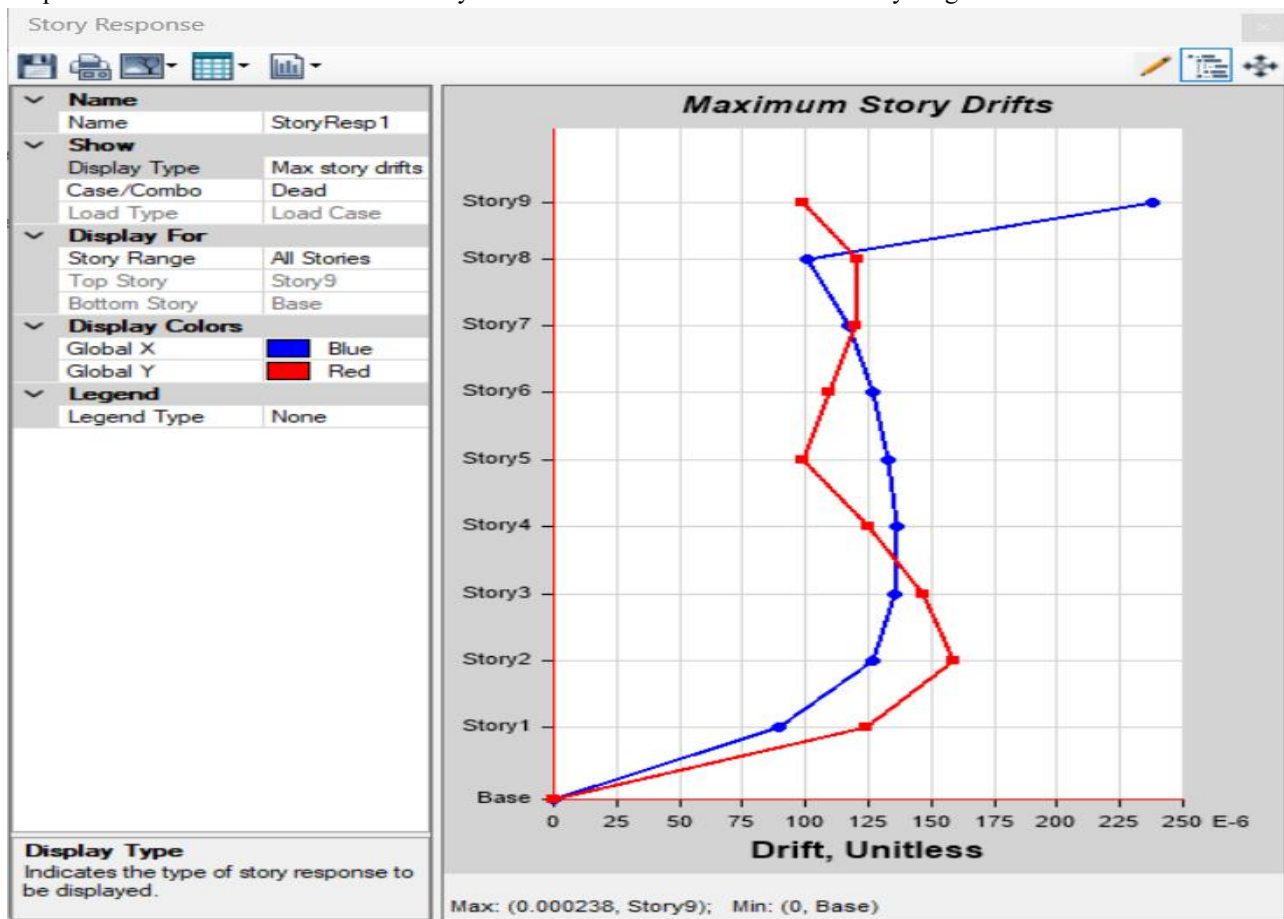 Story Response
Name
Name StoryResp1
Show
Display Type Max story drifts
Case/Combo Dead
Load Type Load Case
Display For
Story Range All Stories
Top Story Story9
Bottom Story Base
Display Colors
Global X Blue
Global Y Red
Legend
Legend Type None
Display Type
Indicates the type of story response to
be displayed.
Maximum Story Drifts
Story9
Story8
Story7
Story6
Story5
Story4
Story3
Story2
Story1
Base
0 25 50 75 100 125 150 175 200 225 250 E-6
Drift, Unitless
Max: (0.000238, Story9); Min: (0, Base)